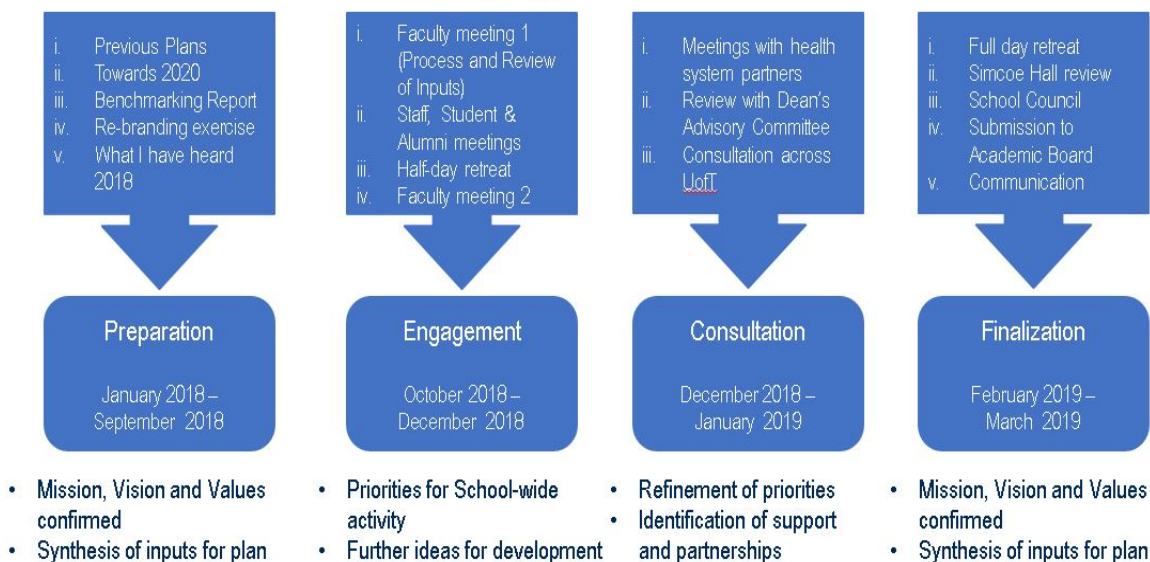 i. Previous Plans
ii. Towards 2020
iii. Benchmarking Report
iv. Re-branding exercise
v. What I have heard
2018
Preparation
January 2018 –
September 2018
• Mission, Vision and Values
confirmed
• Synthesis of inputs for plan
i. Faculty meeting 1
(Process and Review
of Inputs)
ii. Staff, Student &
Alumni meetings
iii. Half-day retreat
iv. Faculty meeting 2
Engagement
October 2018 –
December 2018
• Priorities for School-wide
activity
• Further ideas for development
i. Meetings with health
system partners
ii. Review with Dean's
Advisory Committee
iii. Consultation across
UofT
Consultation
December 2018 –
January 2019
• Refinement of priorities
• Identification of support
and partnerships
i. Full day retreat
ii. Simcoe Hall review
iii. School Council
iv. Submission to
Academic Board
v. Communication
Finalization
February 2019 –
March 2019
• Mission, Vision and Values
confirmed
• Synthesis of inputs for plan